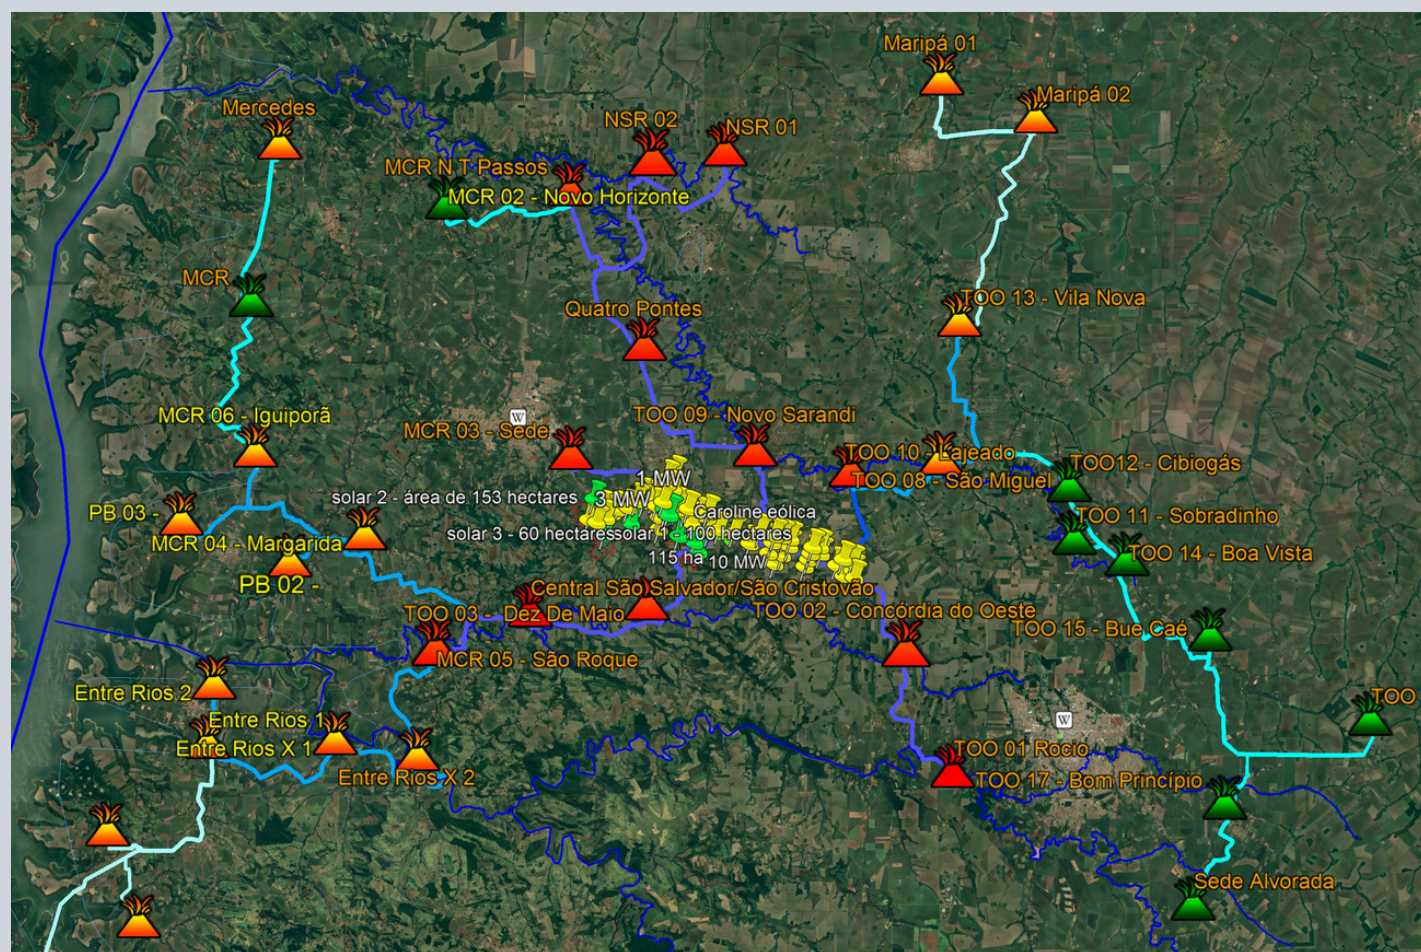 Maripá 01
Maripá 02
Mercedes
NSR 02
NSR 01
MCR N T Passos
MCR 02 - Novo Horizonte
MCR
TOO 13 - Vila Nova
Quatro Pontes
MCR 06 - Iguiporã
TOO 09 - Novo Sarandi
W
MCR 03 - Sede
TOO 10 - Lajeado
TOO12 - Cibiogás
1 MW
TOO 08 - São Miguel
solar 2 - área de 153 hectares
3 MW
PB 03 -
Caroline eólica
TOO 11 - Sobradinho
solar 3 - 60 hectares
solar 1 - 100 hectares
MCR 04 - Margarida
TOO 14 - Boa Vista
115 ha
10 MW
PB 02 -
Central São Salvador/São Cristovão
TOO 03 - Dez De Maio
TOO 02 - Concórdia do Oeste
TOO 15 - Bue Caé
MCR 05 - São Roque
Entre Rios 2
TOO
Entre Rios 1
W
Entre Rios X 1
TOO 01 Rocio
Entre Rios X 2
TOO 17 - Bom Princípio
Sede Alvorada